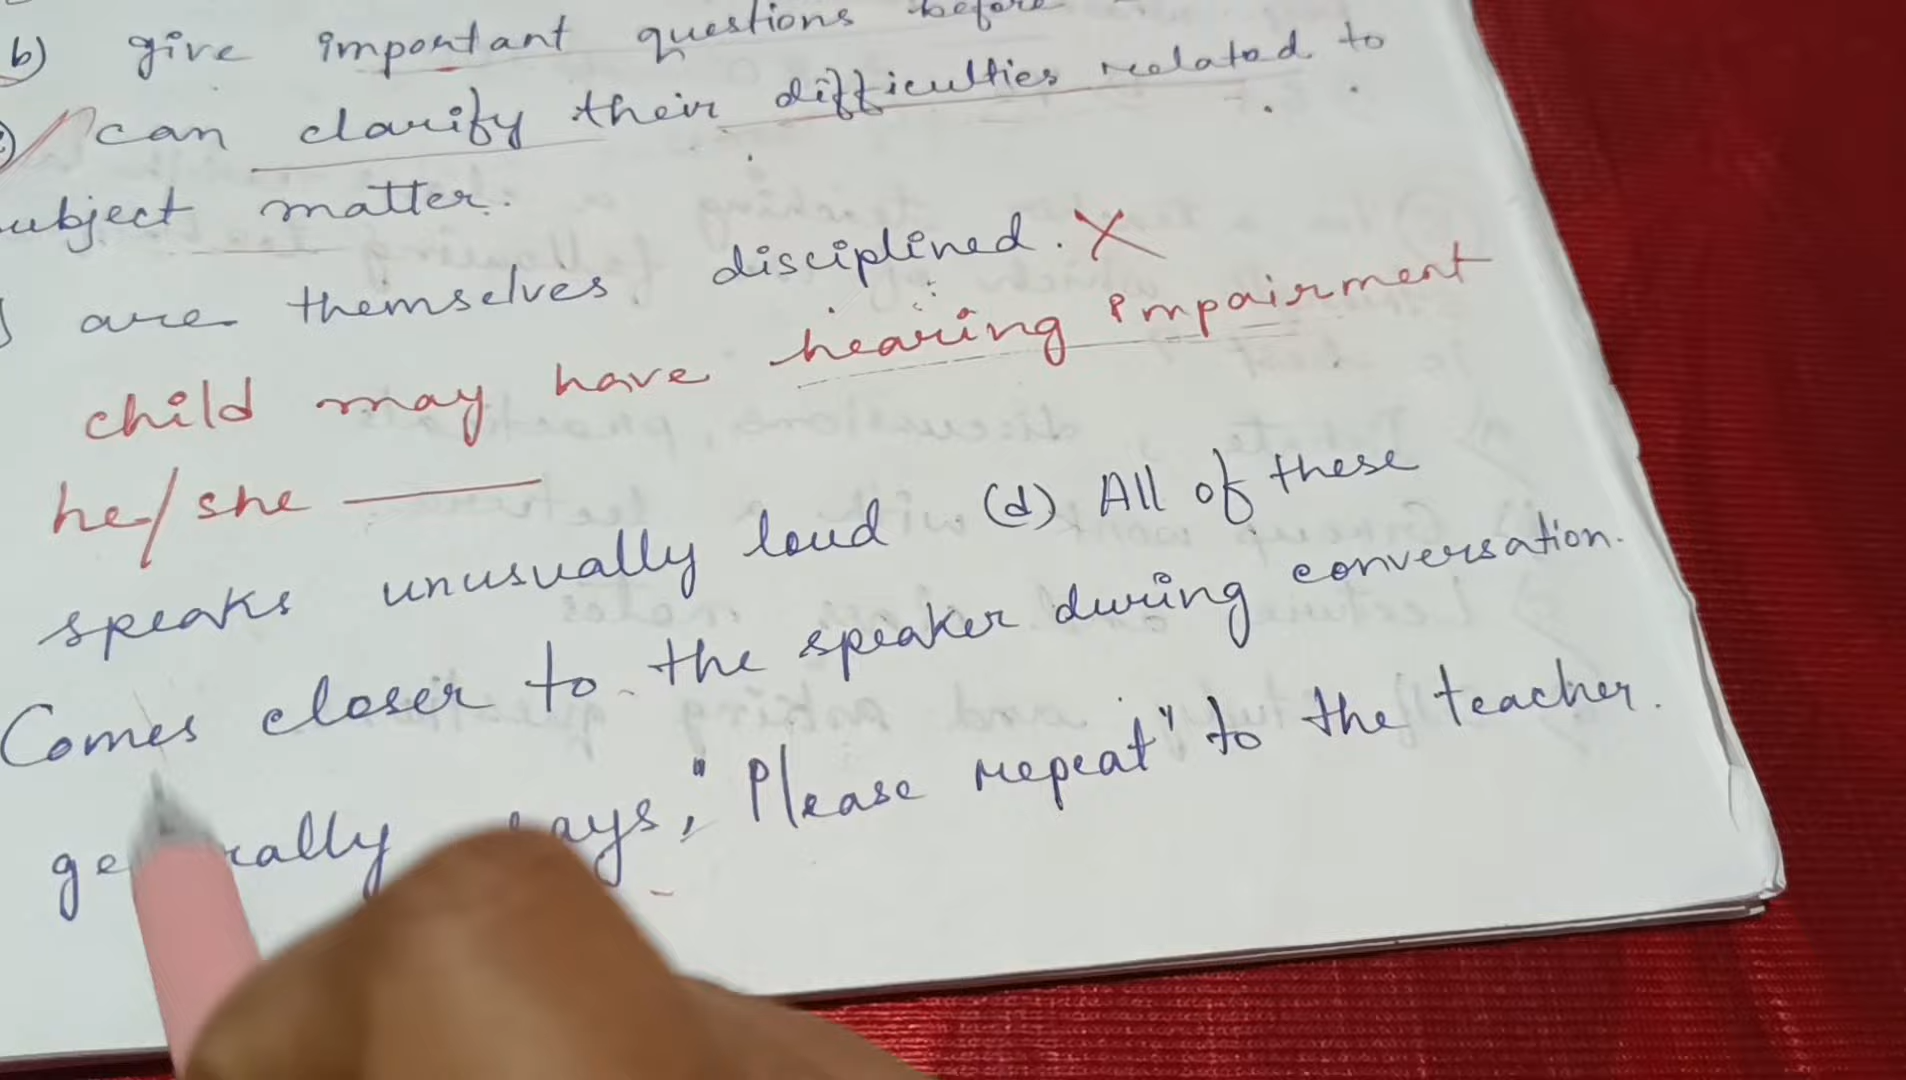 b) give important questions before
can clarify their difficulties related to
subject matter.
are themselves disciplined. X
child may have hearing impairment
he/she ———
speaks unusually loud (d) All of these
Comes closer to the speaker during conversation.
generally says, "Please repeat" to the teacher.